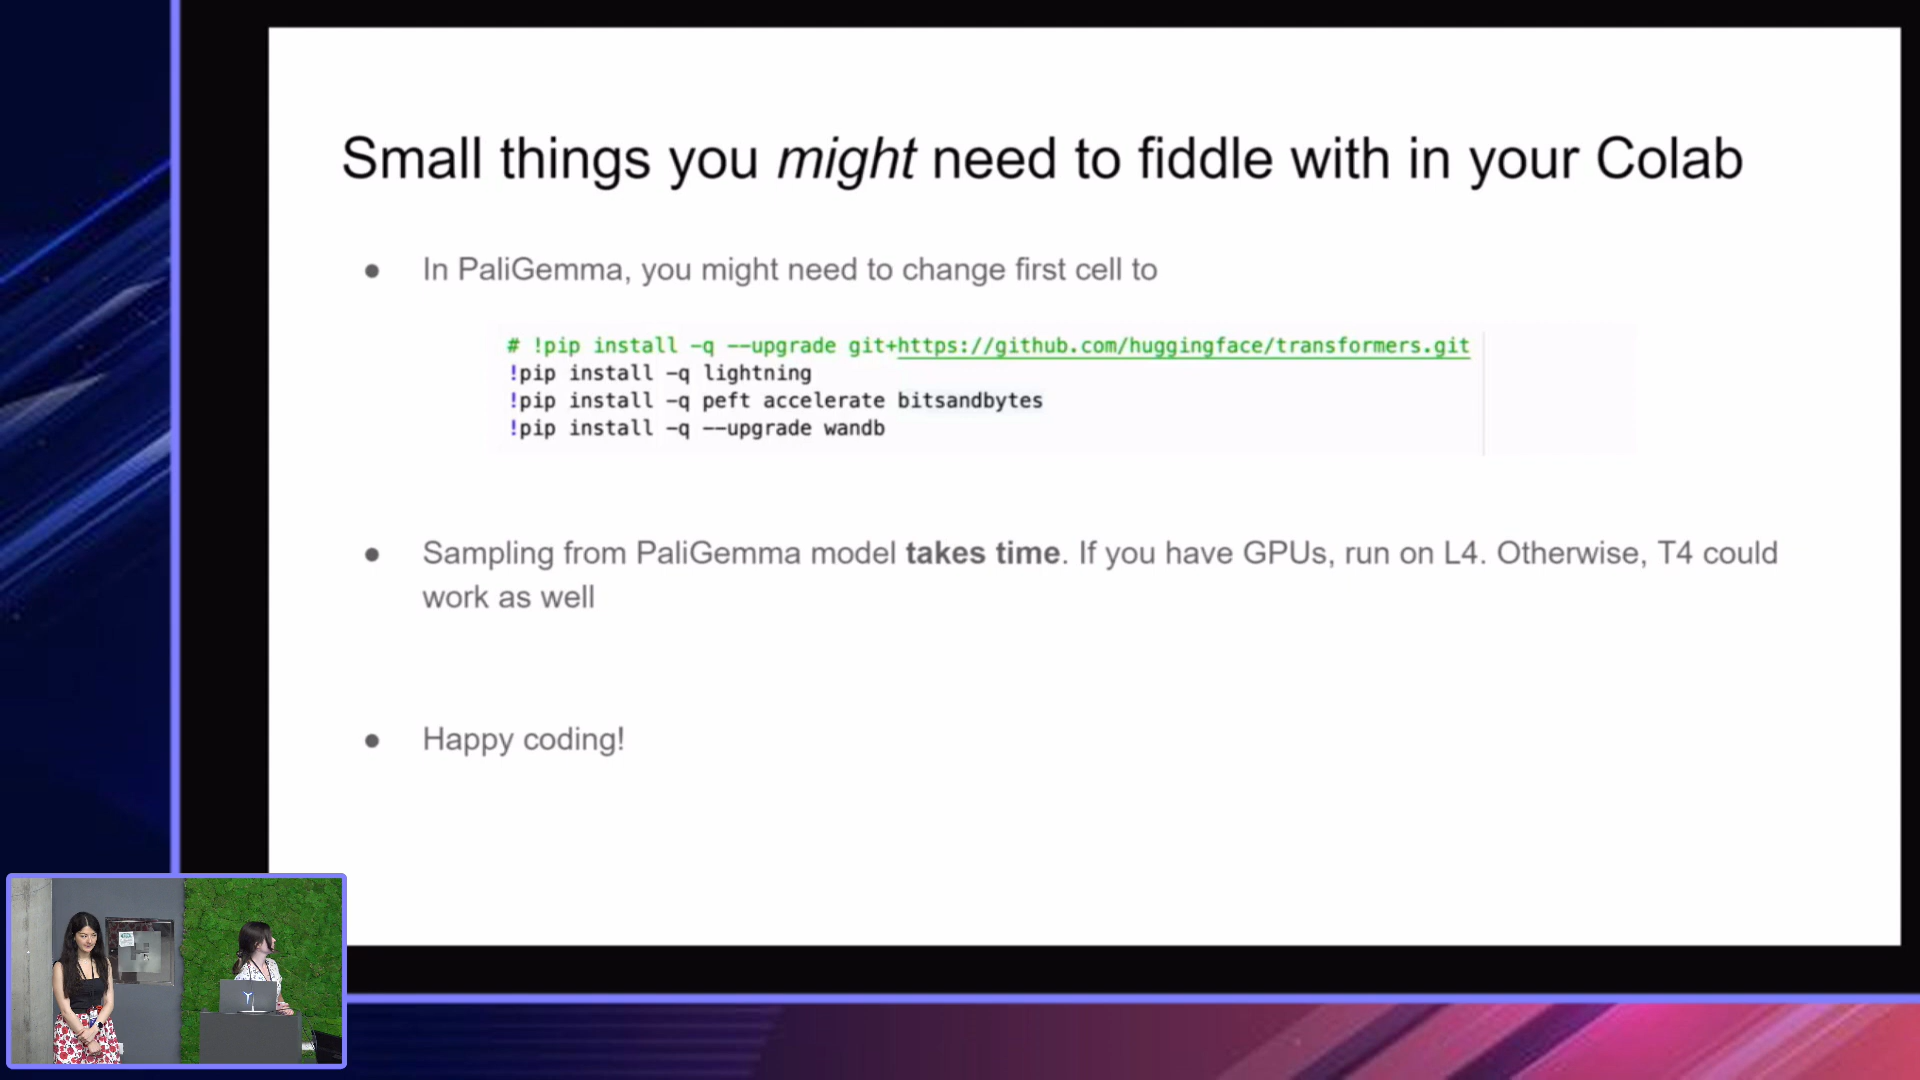 Small things you might need to fiddle with in your Colab
● In PaliGemma, you might need to change first cell to
# !pip install -q --upgrade git+https://github.com/huggingface/transformers.git
!pip install -q lightning
!pip install -q peft accelerate bitsandbytes
!pip install -q --upgrade wandb
● Sampling from PaliGemma model takes time. If you have GPUs, run on L4. Otherwise, T4 could
work as well
● Happy coding!